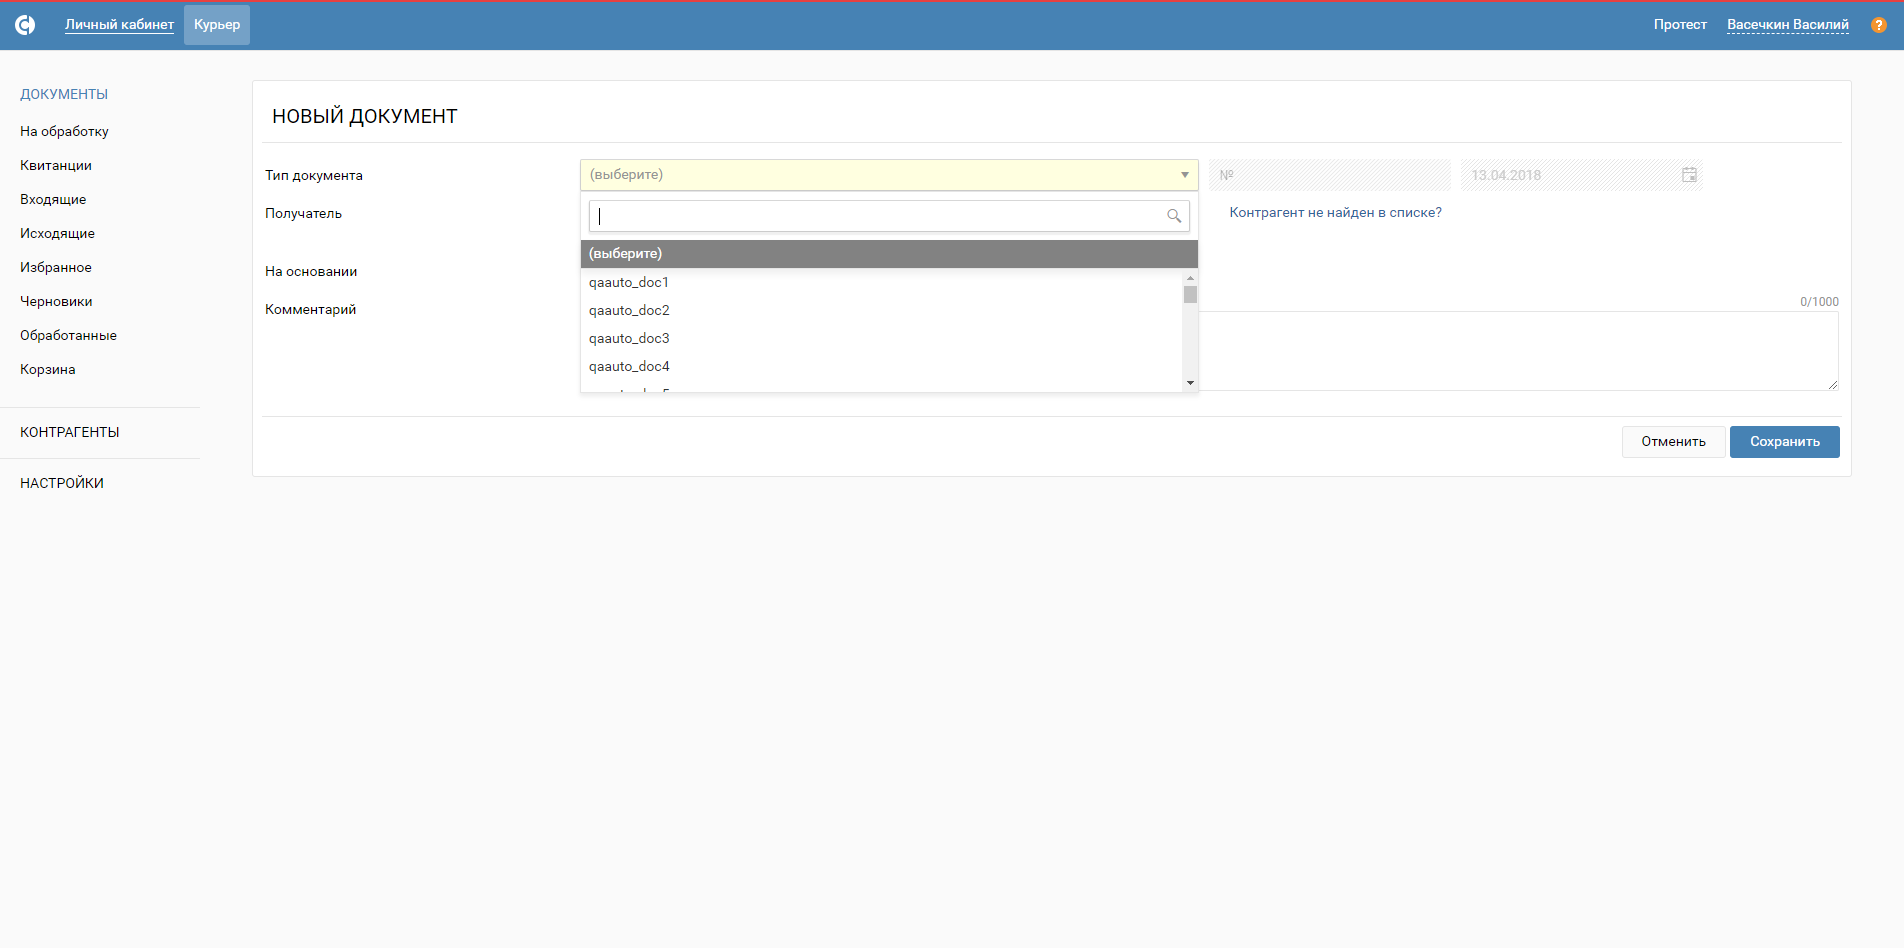 Личный кабинет Курьер Протест Васечкин Василий ?
ДОКУМЕНТЫ
На обработку
Квитанции
Входящие
Исходящие
Избранное
Черновики
Обработанные
Корзина
КОНТРАГЕНТЫ
НАСТРОЙКИ
НОВЫЙ ДОКУМЕНТ
Тип документа (выберите) № 13.04.2018
Получатель Контрагент не найден в списке?
(выберите)
qaauto_doc1
qaauto_doc2
qaauto_doc3
qaauto_doc4
qaauto_doc5
На основании
Комментарий 0/1000
Отменить Сохранить